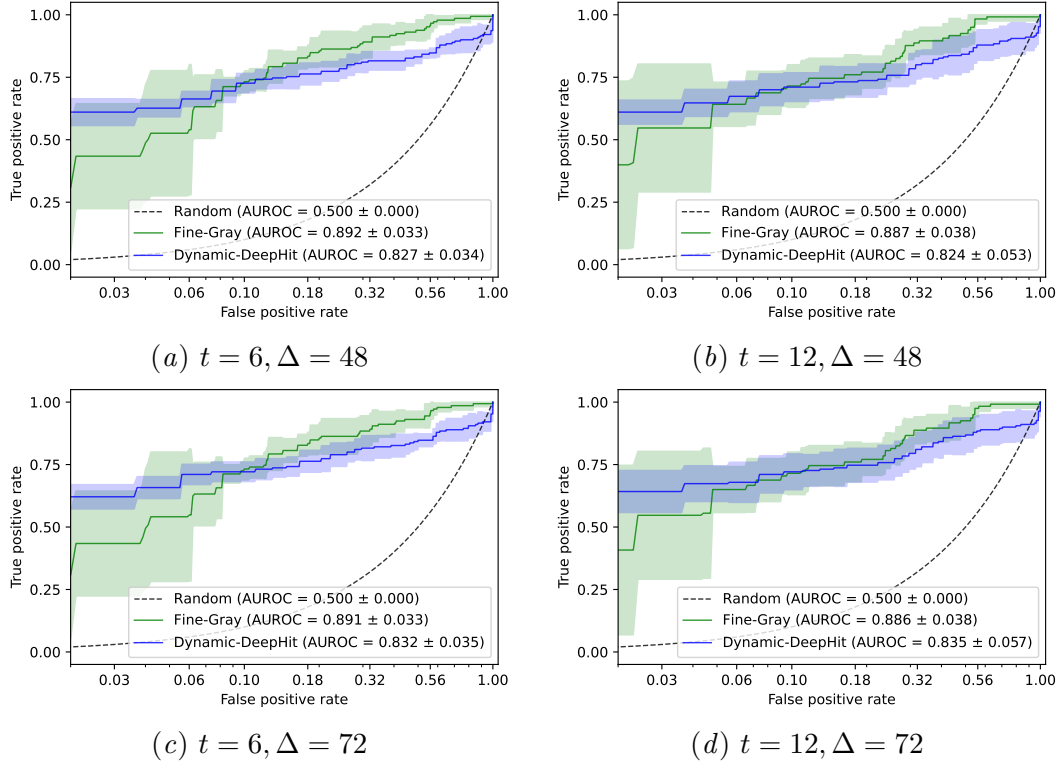 1.00
0.75
0.50
0.25
0.00
True positive rate
Random (AUROC = 0.500 ± 0.000)
Fine-Gray (AUROC = 0.892 ± 0.033)
Dynamic-DeepHit (AUROC = 0.827 ± 0.034)
0.03 0.06 0.10 0.18 0.32 0.56 1.00
False positive rate
(a) t = 6, Δ = 48
1.00
0.75
0.50
0.25
0.00
True positive rate
Random (AUROC = 0.500 ± 0.000)
Fine-Gray (AUROC = 0.887 ± 0.038)
Dynamic-DeepHit (AUROC = 0.824 ± 0.053)
0.03 0.06 0.10 0.18 0.32 0.56 1.00
False positive rate
(b) t = 12, Δ = 48
1.00
0.75
0.50
0.25
0.00
True positive rate
Random (AUROC = 0.500 ± 0.000)
Fine-Gray (AUROC = 0.891 ± 0.033)
Dynamic-DeepHit (AUROC = 0.832 ± 0.035)
0.03 0.06 0.10 0.18 0.32 0.56 1.00
False positive rate
(c) t = 6, Δ = 72
1.00
0.75
0.50
0.25
0.00
True positive rate
Random (AUROC = 0.500 ± 0.000)
Fine-Gray (AUROC = 0.886 ± 0.038)
Dynamic-DeepHit (AUROC = 0.835 ± 0.057)
0.03 0.06 0.10 0.18 0.32 0.56 1.00
False positive rate
(d) t = 12, Δ = 72